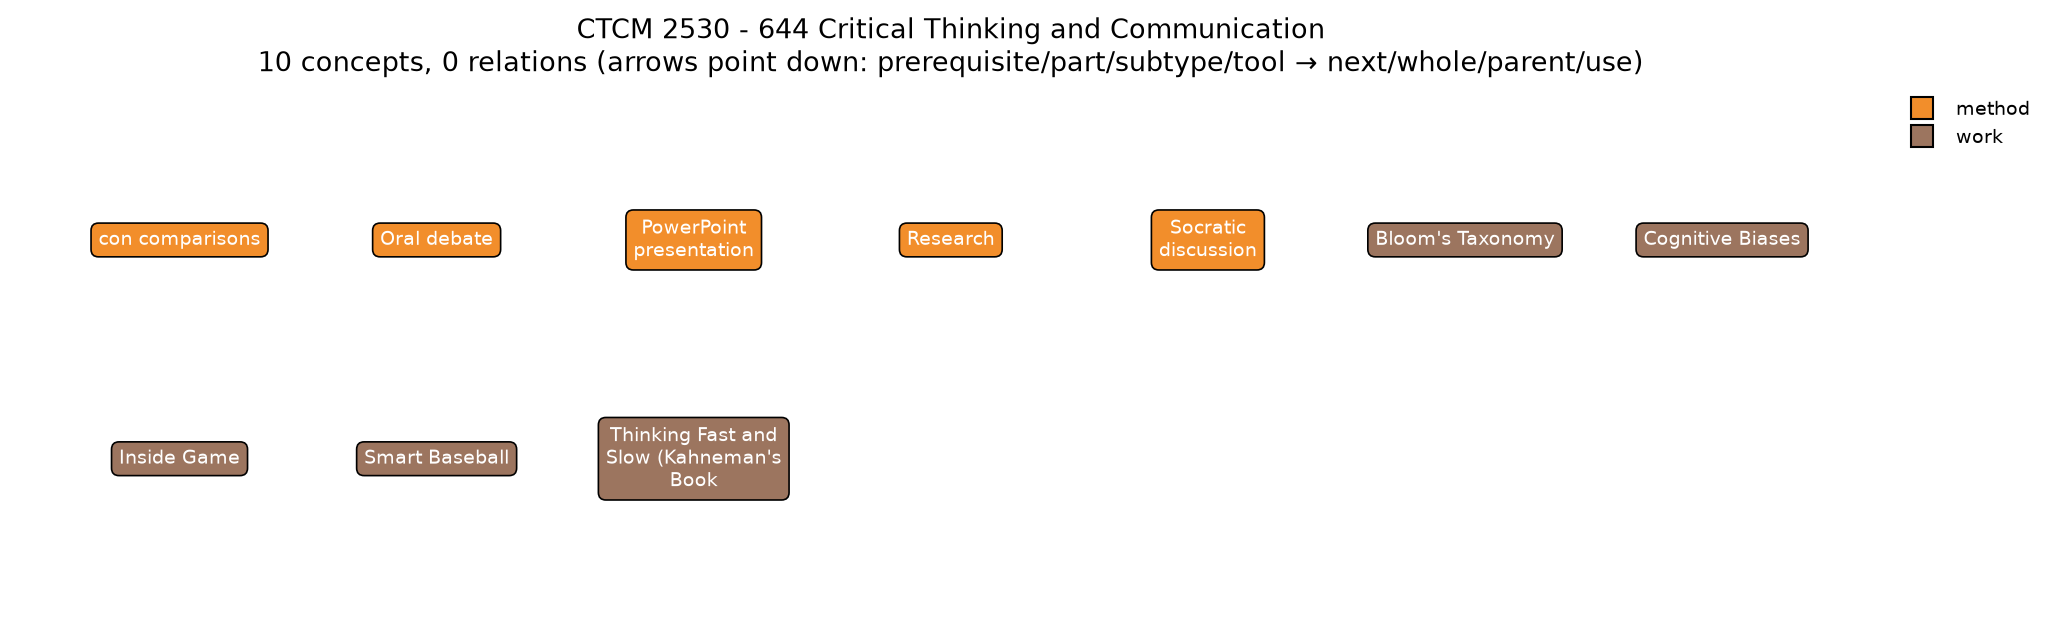 CTCM 2530 - 644 Critical Thinking and Communication
10 concepts, 0 relations (arrows point down: prerequisite/part/subtype/tool → next/whole/parent/use)
method
work
con comparisons
Oral debate
PowerPoint
presentation
Research
Socratic
discussion
Bloom's Taxonomy
Cognitive Biases
Inside Game
Smart Baseball
Thinking Fast and
Slow (Kahneman's
Book